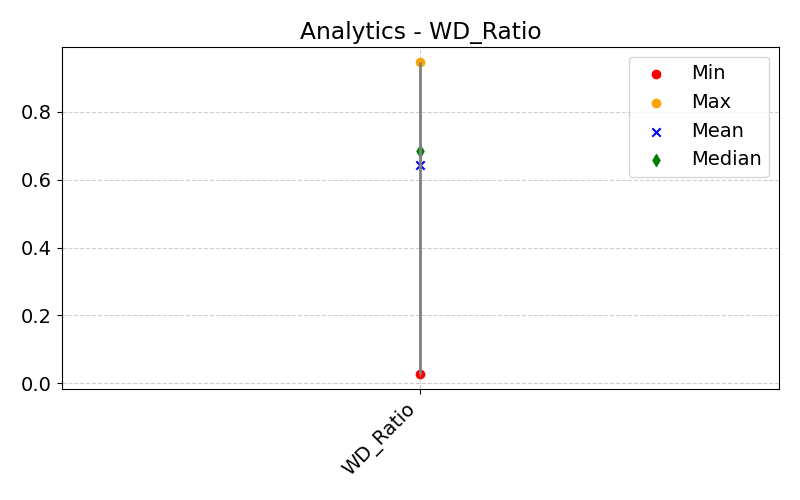 Analytics - WD_Ratio
Min
Max
Mean
Median
0.8
0.6
0.4
0.2
0.0
WD_Ratio